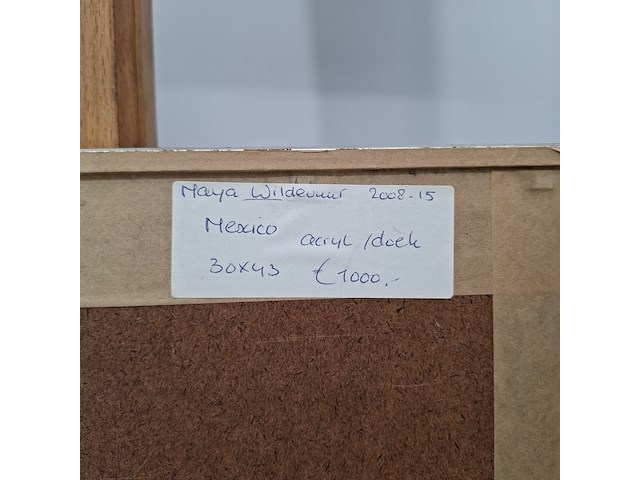 Maya Wildevuur 2008-15
Mexico acryl/doek
30x43 € 1000,-